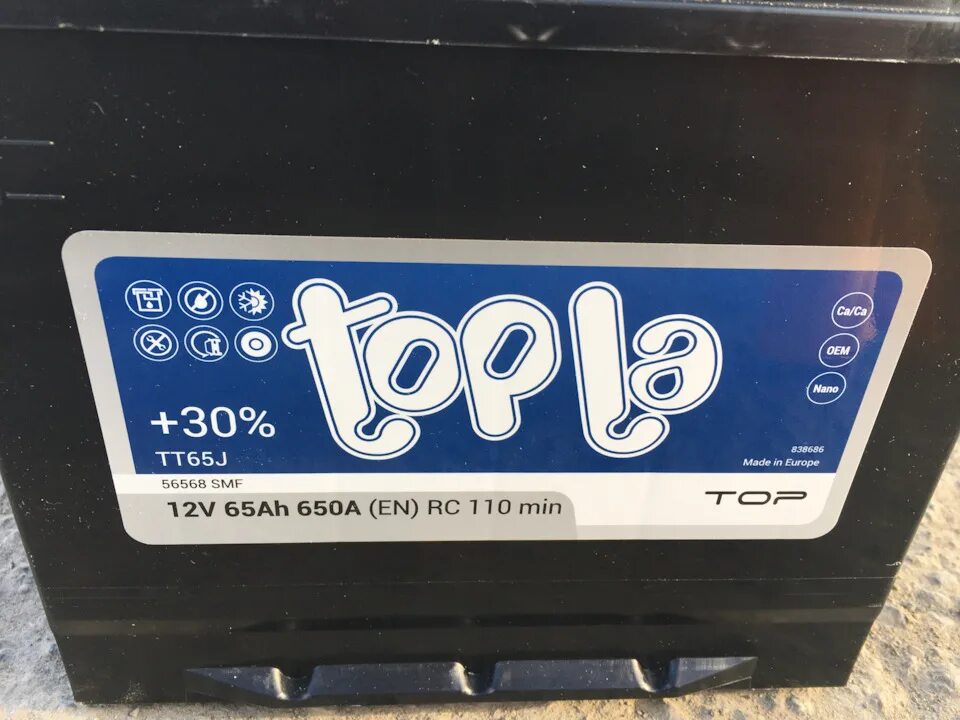 topla
Ca/Ca
OEM
Nano
+30%
TT65J
838686
Made in Europe
56568 SMF
12V 65Ah 650A (EN) RC 110 min
TOP